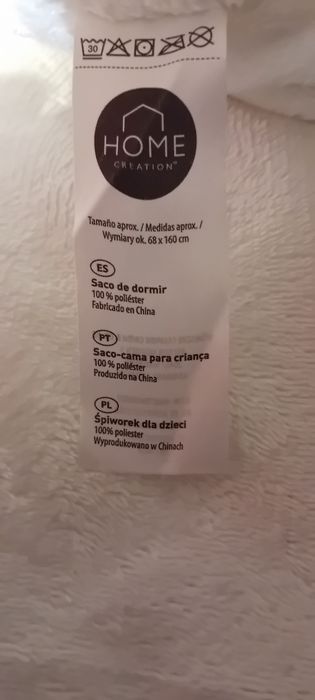 30
HOME
CREATION™
Tamaño aprox. / Medidas aprox. /
Wymiary ok. 68 x 160 cm
ES
Saco de dormir
100 % poliéster
Fabricado en China
PT
Saco-cama para criança
100 % poliéster
Produzido na China
PL
Śpiworek dla dzieci
100% poliester
Wyprodukowano w Chinach